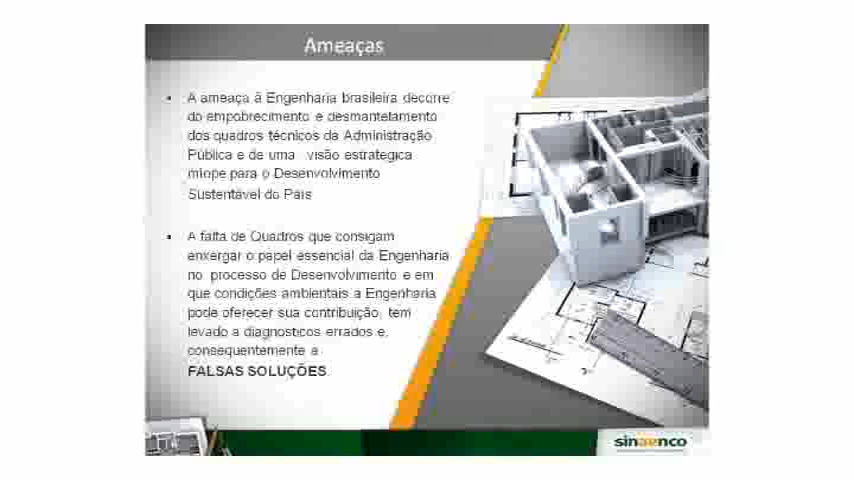 Ameaças
• A ameaça à Engenharia brasileira decorre
do empobrecimento e desmantelamento
dos quadros técnicos da Administração
Pública e de uma visão estratégica
míope para o Desenvolvimento
Sustentável do País
• A falta de Quadros que consigam
enxergar o papel essencial da Engenharia
no processo de Desenvolvimento e em
que condições ambientais a Engenharia
pode oferecer sua contribuição, tem
levado a diagnósticos errados e,
consequentemente a
FALSAS SOLUÇÕES.
sinaenco